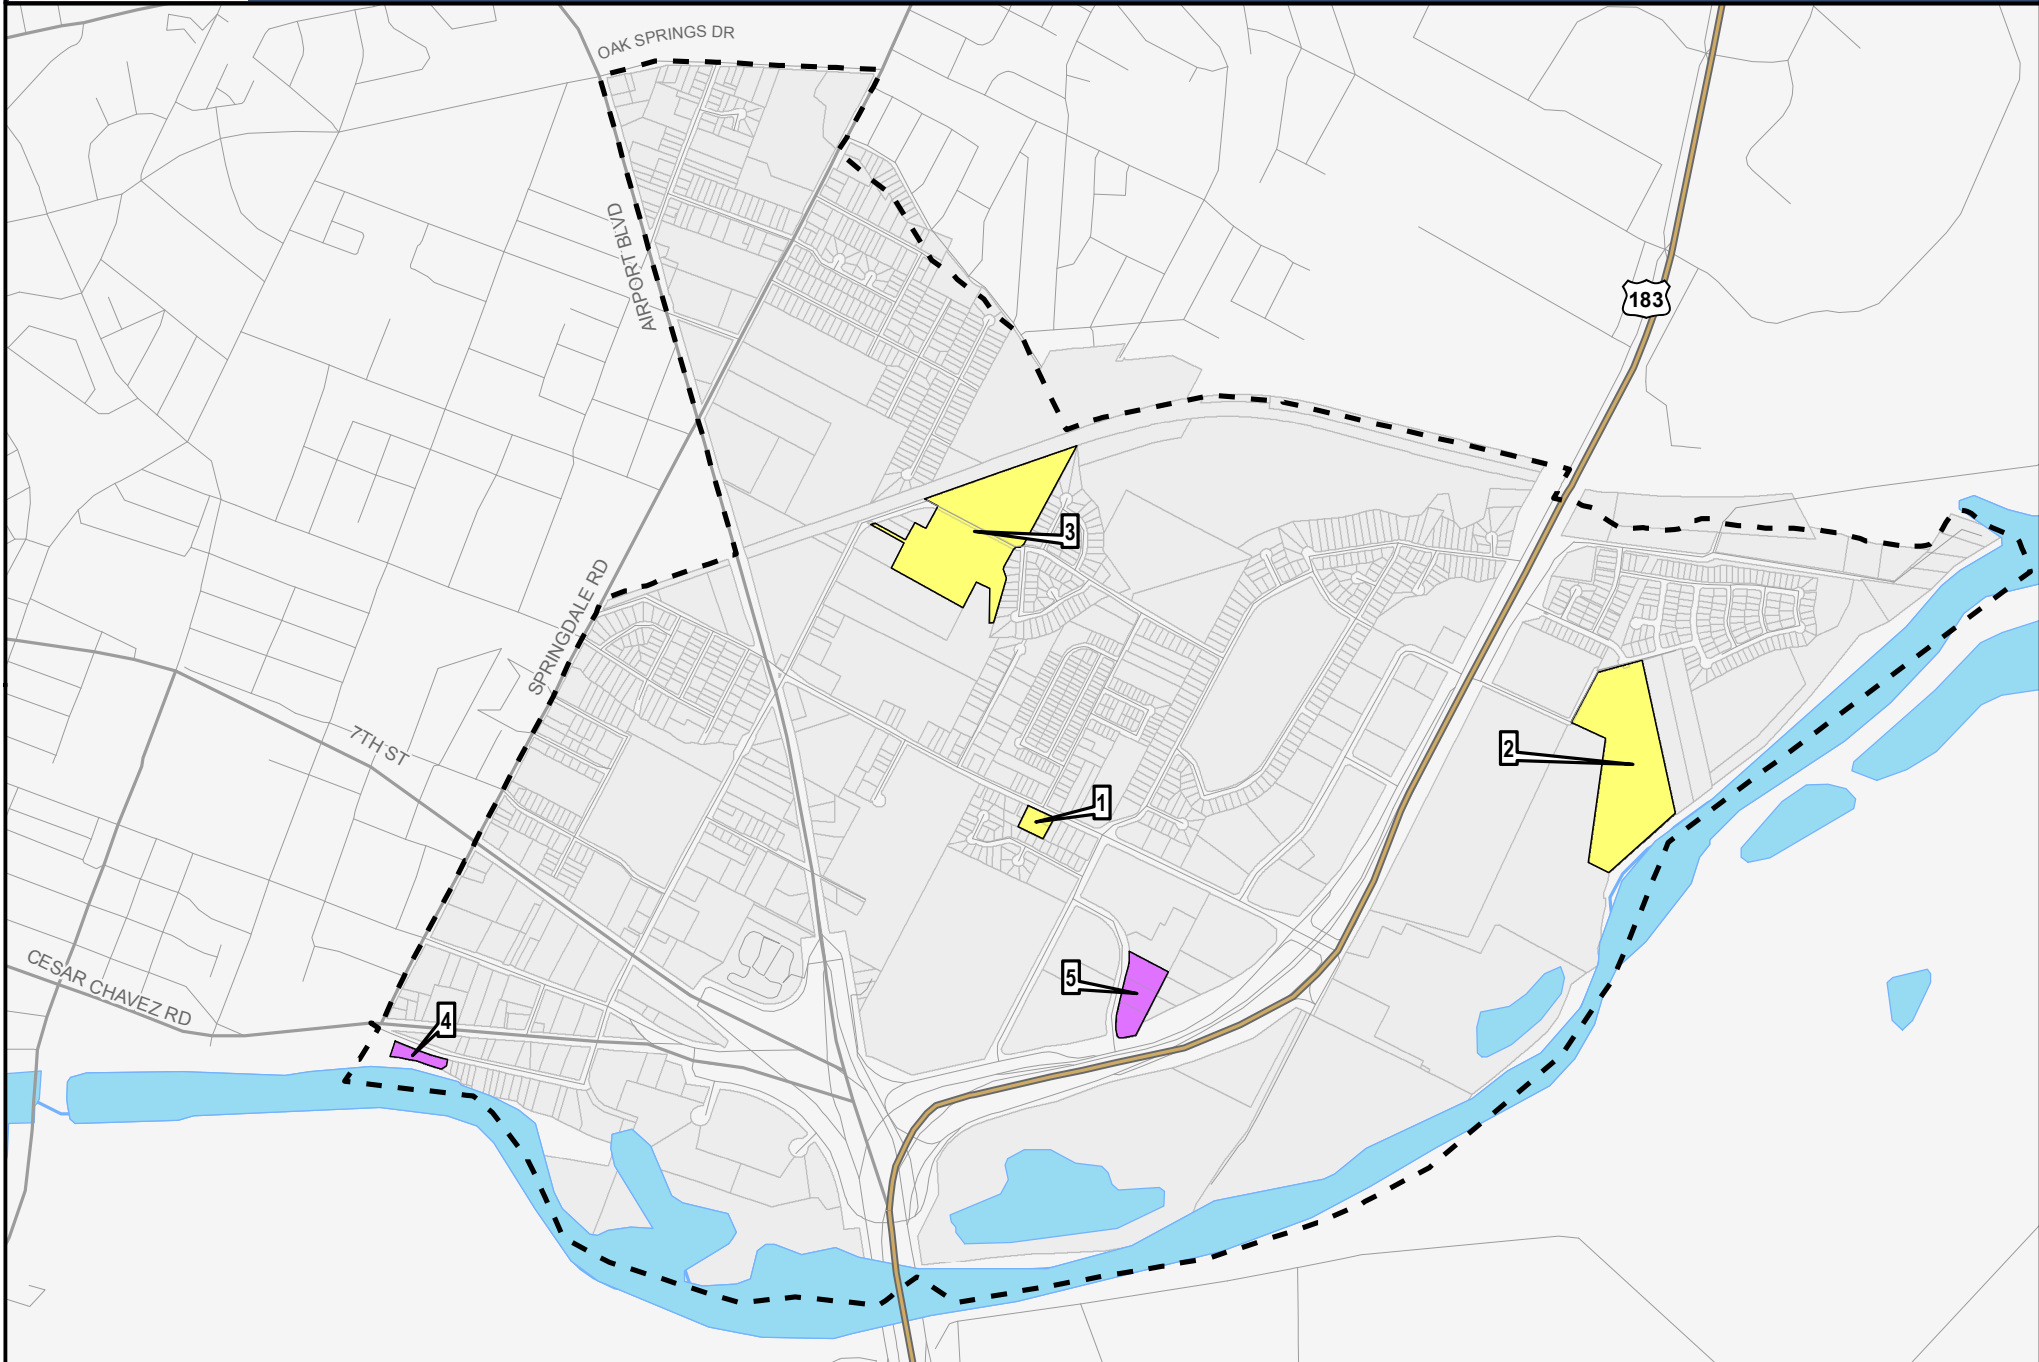 OAK SPRINGS DR
AIRPORT BLVD
183
3
SPRINGDALE RD
7TH ST
2
1
CESAR CHAVEZ RD
5
4